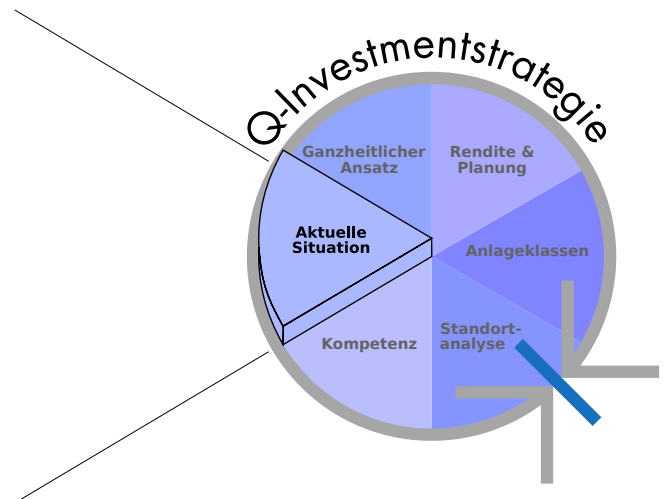 Q-Investmentstrategie
Ganzheitlicher
Ansatz
Rendite &
Planung
Aktuelle
Situation
Anlageklassen
Kompetenz
Standort-
analyse